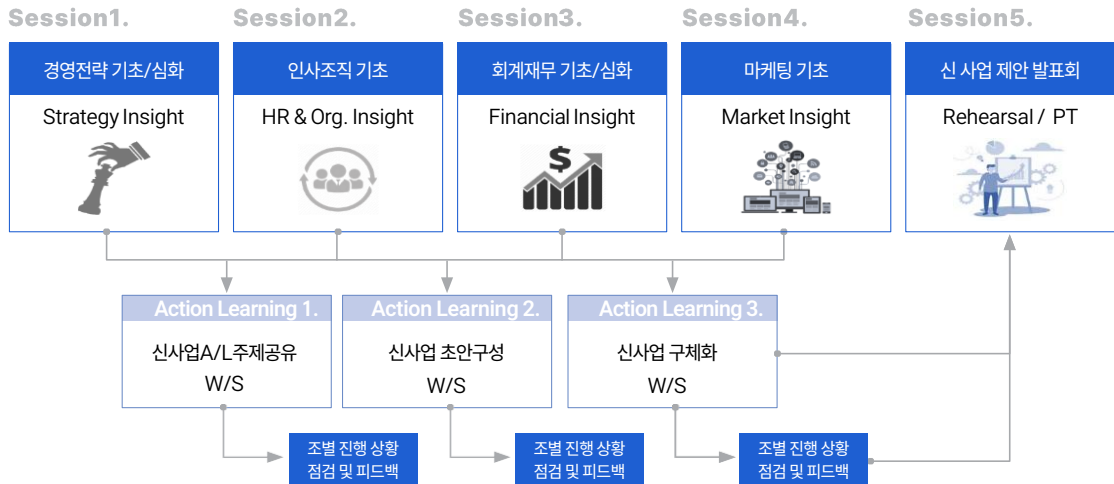 Session1.
Session2.
Session3.
Session4.
Session5.
경영전략 기초/심화
인사조직 기초
회계재무 기초/심화
마케팅 기초
신 사업 제안 발표회
Strategy Insight
HR & Org. Insight
Financial Insight
Market Insight
Rehearsal / PT
$
Action Learning 1.
Action Learning 2.
Action Learning 3.
신사업A/L주제공유
W/S
신사업 초안구성
W/S
신사업 구체화
W/S
조별 진행 상황
점검 및 피드백
조별 진행 상황
점검 및 피드백
조별 진행 상황
점검 및 피드백